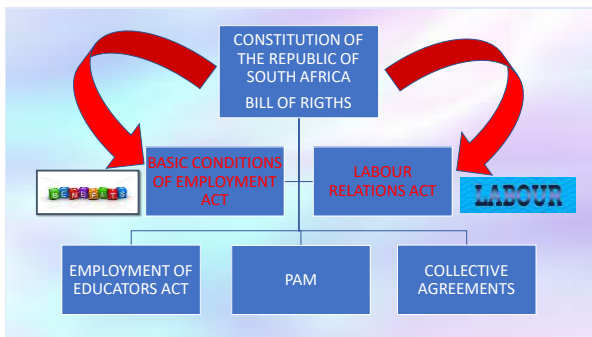 CONSTITUTION OF
THE REPUBLIC OF
SOUTH AFRICA
BILL OF RIGTHS
BASIC CONDITIONS
OF EMPLOYMENT
ACT
LABOUR
RELATIONS ACT
BENEFITS
LABOUR
EMPLOYMENT OF
EDUCATORS ACT
PAM
COLLECTIVE
AGREEMENTS